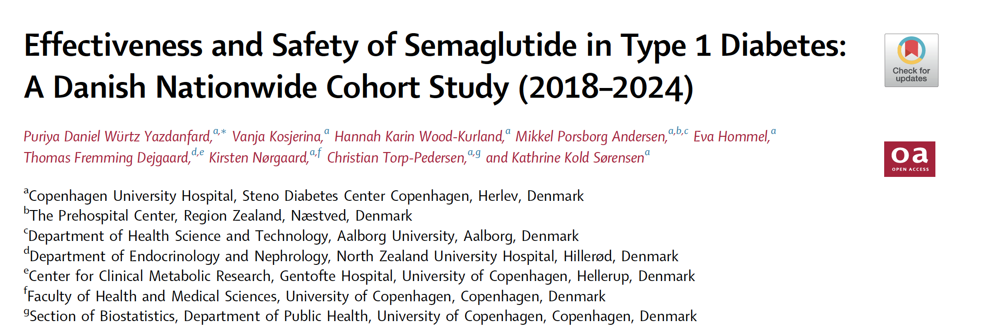 Effectiveness and Safety of Semaglutide in Type 1 Diabetes:
A Danish Nationwide Cohort Study (2018–2024)
Check for
updates
Puriya Daniel Würtz Yazdanfard,a,* Vanja Kosjerina,a Hannah Karin Wood-Kurland,a Mikkel Porsborg Andersen,a,b,c Eva Hommel,a
Thomas Fremming Dejgaard,d,e Kirsten Nørgaard,a,f Christian Torp-Pedersen,a,g and Kathrine Kold Sørensena
oa
OPEN ACCESS
aCopenhagen University Hospital, Steno Diabetes Center Copenhagen, Herlev, Denmark
bThe Prehospital Center, Region Zealand, Næstved, Denmark
cDepartment of Health Science and Technology, Aalborg University, Aalborg, Denmark
dDepartment of Endocrinology and Nephrology, North Zealand University Hospital, Hillerød, Denmark
eCenter for Clinical Metabolic Research, Gentofte Hospital, University of Copenhagen, Hellerup, Denmark
fFaculty of Health and Medical Sciences, University of Copenhagen, Copenhagen, Denmark
gSection of Biostatistics, Department of Public Health, University of Copenhagen, Copenhagen, Denmark